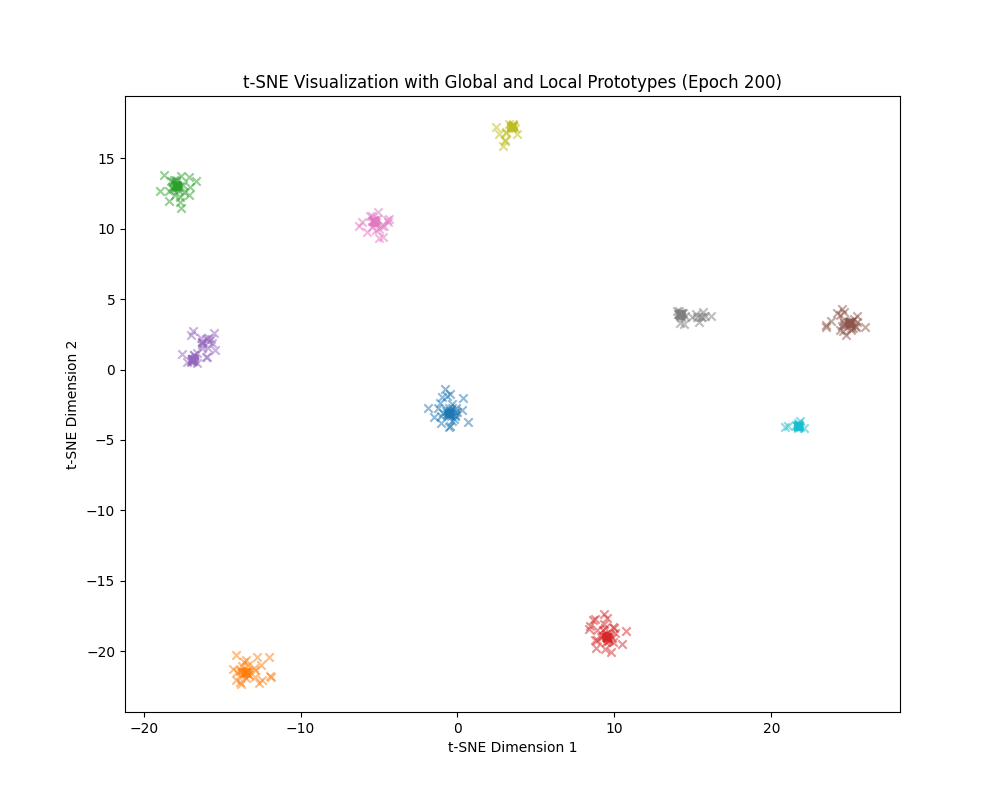 t-SNE Visualization with Global and Local Prototypes (Epoch 200)
15
10
5
0
−5
−10
−15
−20
t-SNE Dimension 2
−20 −10 0 10 20
t-SNE Dimension 1